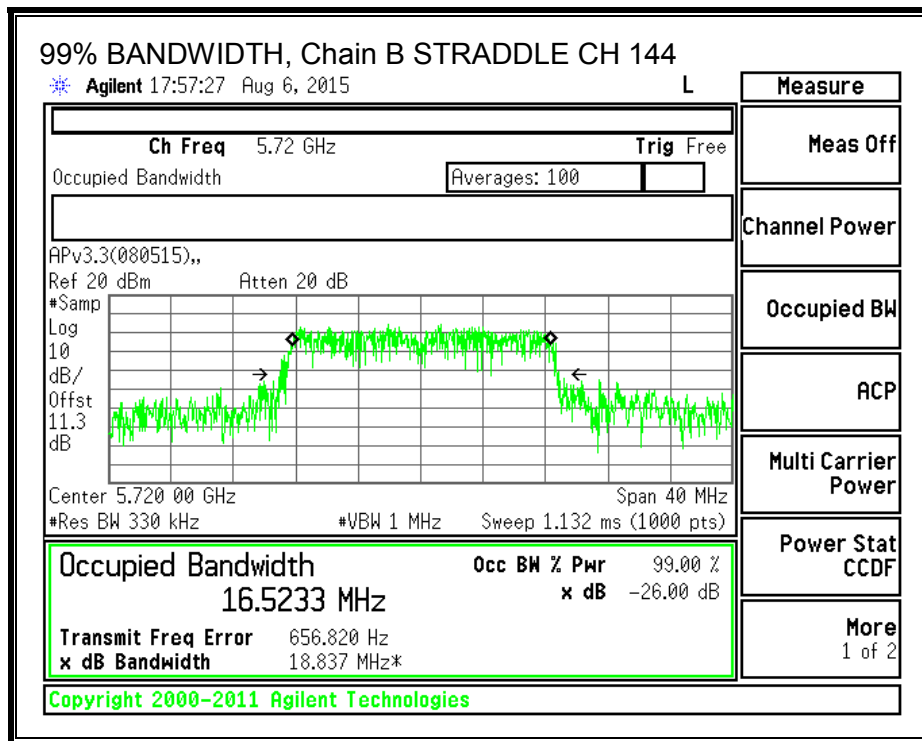 99% BANDWIDTH, Chain B STRADDLE CH 144
Agilent 17:57:27 Aug 6, 2015 L
Measure
Ch Freq 5.72 GHz Trig Free
Meas Off
Occupied Bandwidth Averages: 100
Channel Power
APv3.3(080515),,
Ref 20 dBm Atten 20 dB
#Samp
Log
10
dB/
Offst
11.3
dB
Occupied BW
ACP
Multi Carrier
Power
Center 5.720 00 GHz Span 40 MHz
#Res BW 330 kHz #VBW 1 MHz Sweep 1.132 ms (1000 pts)
Power Stat
CCDF
Occupied Bandwidth Occ BW % Pwr 99.00 %
16.5233 MHz x dB -26.00 dB
Transmit Freq Error 656.820 Hz
x dB Bandwidth 18.837 MHz*
More
1 of 2
Copyright 2000-2011 Agilent Technologies